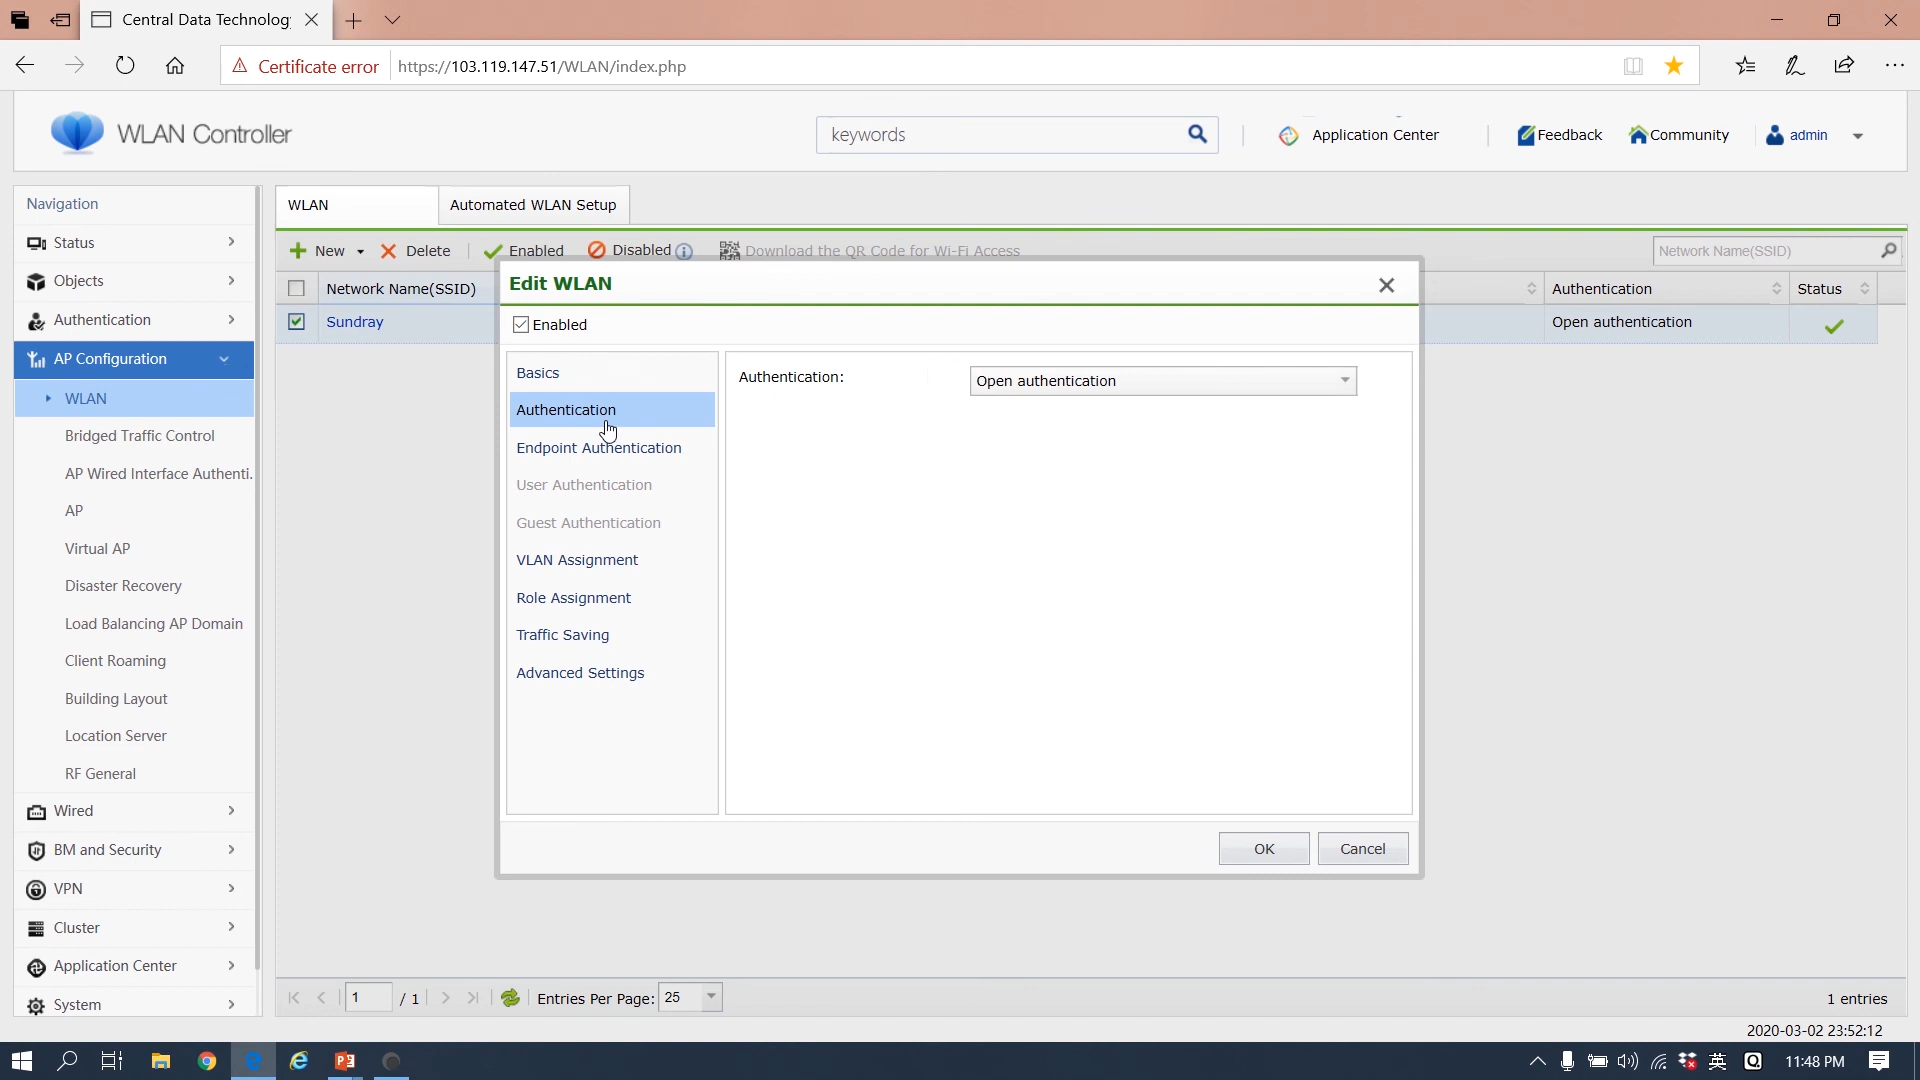 Central Data Technolog
Certificate error
https://103.119.147.51/WLAN/index.php
WLAN Controller
keywords
Application Center
Feedback
Community
admin
Navigation
Status
Objects
Authentication
AP Configuration
WLAN
Bridged Traffic Control
AP Wired Interface Authenti.
AP
Virtual AP
Disaster Recovery
Load Balancing AP Domain
Client Roaming
Building Layout
Location Server
RF General
Wired
BM and Security
VPN
Cluster
Application Center
System
WLAN
Automated WLAN Setup
New
Delete
Enabled
Disabled
Download the QR Code for Wi-Fi Access
Network Name(SSID)
Network Name(SSID)
Authentication
Status
Sundray
Open authentication
Edit WLAN
Enabled
Basics
Authentication
Endpoint Authentication
User Authentication
Guest Authentication
VLAN Assignment
Role Assignment
Traffic Saving
Advanced Settings
Authentication:
Open authentication
OK
Cancel
1 / 1
Entries Per Page: 25
1 entries
2020-03-02 23:52:12
英
11:48 PM